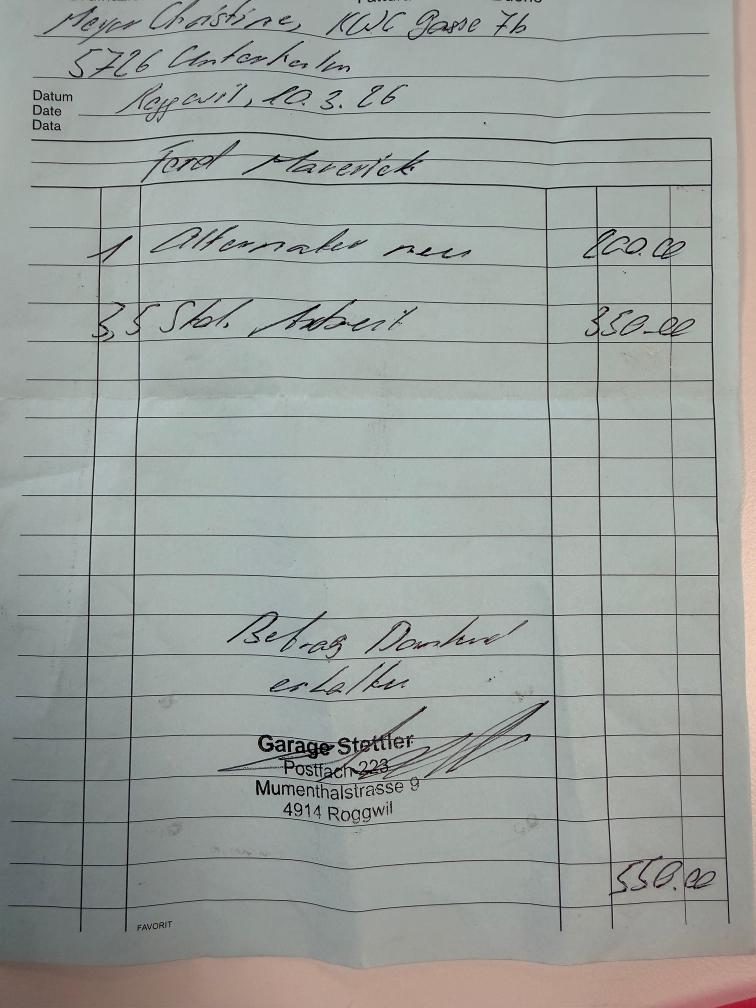 Meyer Christine, KWC gasse 7b
5726 Unterkulm
Datum
Date
Data
Roggwil, 10.3.26
Ford Maverick
1 Alternator neu 200.00
3,5 Std. Arbeit 350.00
Betrag Dankend
erhalten
Garage Stettler
Postfach 223
Mumenthalstrasse 9
4914 Roggwil
550.00
FAVORIT